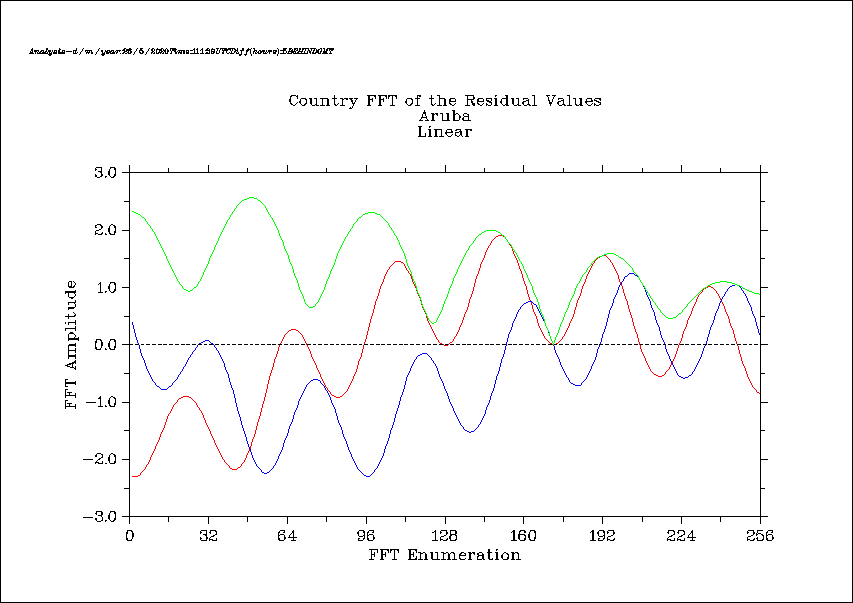 Country FFT of the Residual Values
Aruba
Linear
3.0
2.0
1.0
0.0
−1.0
−2.0
−3.0
FFT Amplitude
0 32 64 96 128 160 192 224 256
FFT Enumeration